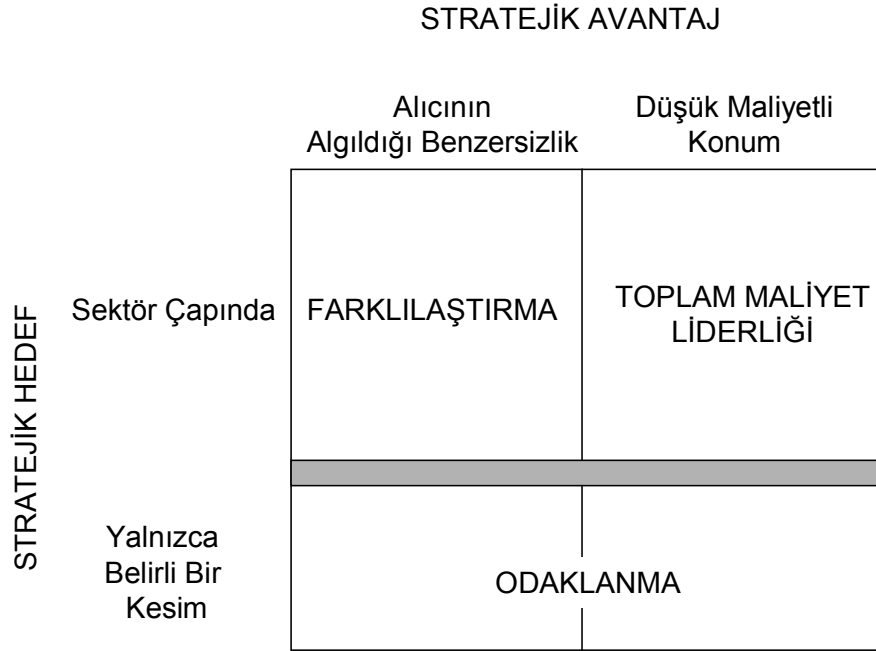 STRATEJİK AVANTAJ
Alıcının
Algıldığı Benzersizlik
Düşük Maliyetli
Konum
STRATEJİK HEDEF
Sektör Çapında
FARKLILAŞTIRMA
TOPLAM MALİYET
LİDERLİĞİ
Yalnızca
Belirli Bir
Kesim
ODAKLANMA